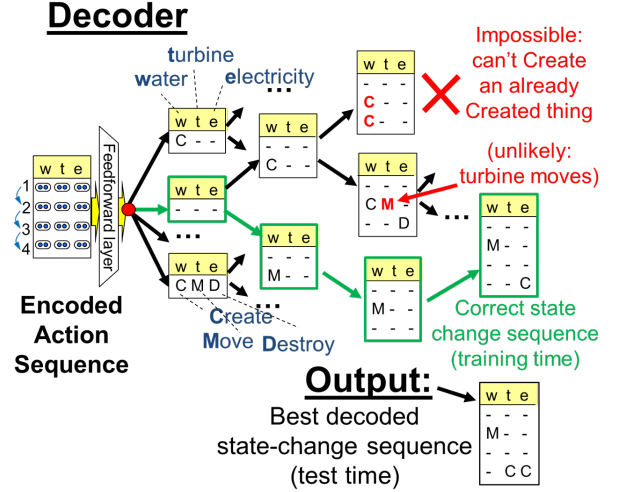 Decoder
turbine
water
electricity
...
w t e
C - -
w t e
- - -
...
w t e
C M D
...
Create
Move Destroy
w t e
- - -
C - -
w t e
- - -
M - -
w t e
- - -
C - -
C - -
Impossible:
can't Create
an already
Created thing
w t e
- - -
C M -
- - D
(unlikely:
turbine moves)
...
w t e
- - -
M - -
- - -
w t e
- - -
M - -
- - -
- - C
Correct state
change sequence
(training time)
w t e
1
2
3
4
Feedforward layer
Encoded
Action
Sequence
Output:
Best decoded
state-change sequence
(test time)
w t e
- - -
M - -
- - -
- C C